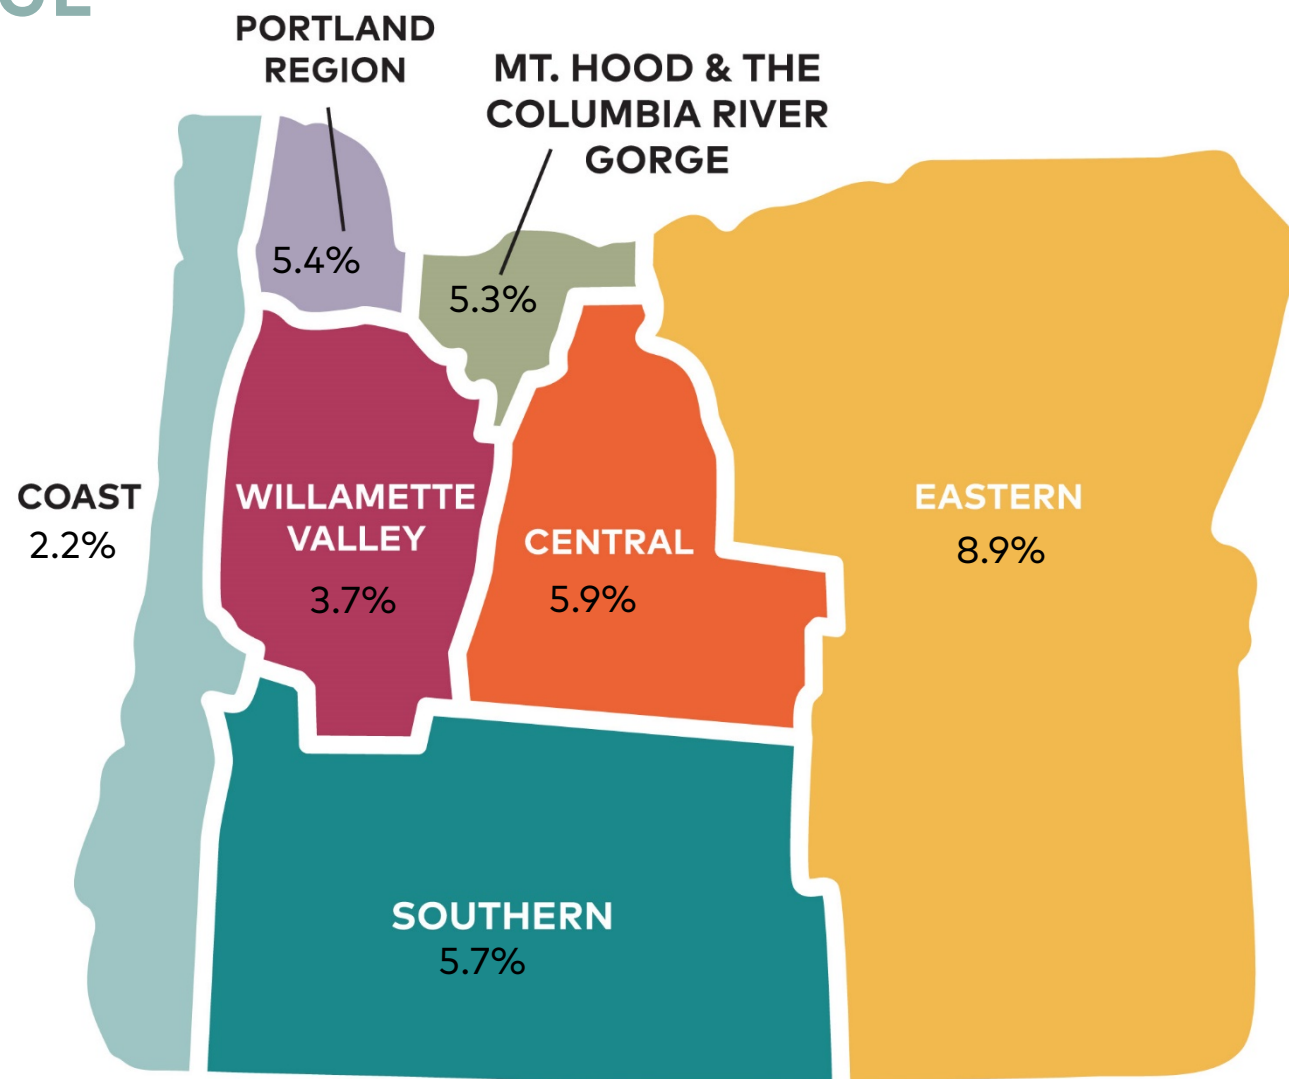 PORTLAND
REGION
MT. HOOD & THE
COLUMBIA RIVER
GORGE
5.4%
5.3%
COAST
2.2%
WILLAMETTE
VALLEY
3.7%
CENTRAL
5.9%
EASTERN
8.9%
SOUTHERN
5.7%